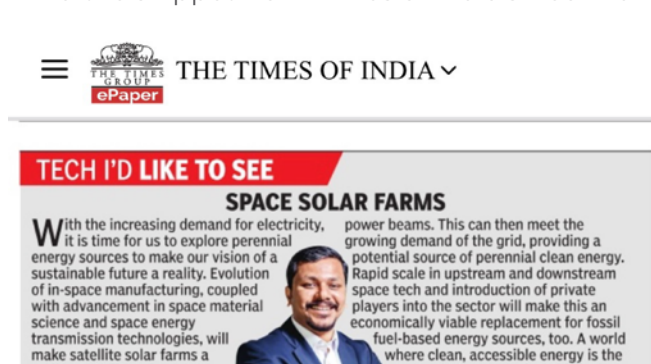 THE TIMES
GROUP
ePaper
THE TIMES OF INDIA
TECH I'D LIKE TO SEE
SPACE SOLAR FARMS
With the increasing demand for electricity,
it is time for us to explore perennial
energy sources to make our vision of a
sustainable future a reality. Evolution
of in-space manufacturing, coupled
with advancement in space material
science and space energy
transmission technologies, will
make satellite solar farms a
power beams. This can then meet the
growing demand of the grid, providing a
potential source of perennial clean energy.
Rapid scale in upstream and downstream
space tech and introduction of private
players into the sector will make this an
economically viable replacement for fossil
fuel-based energy sources, too. A world
where clean, accessible energy is the